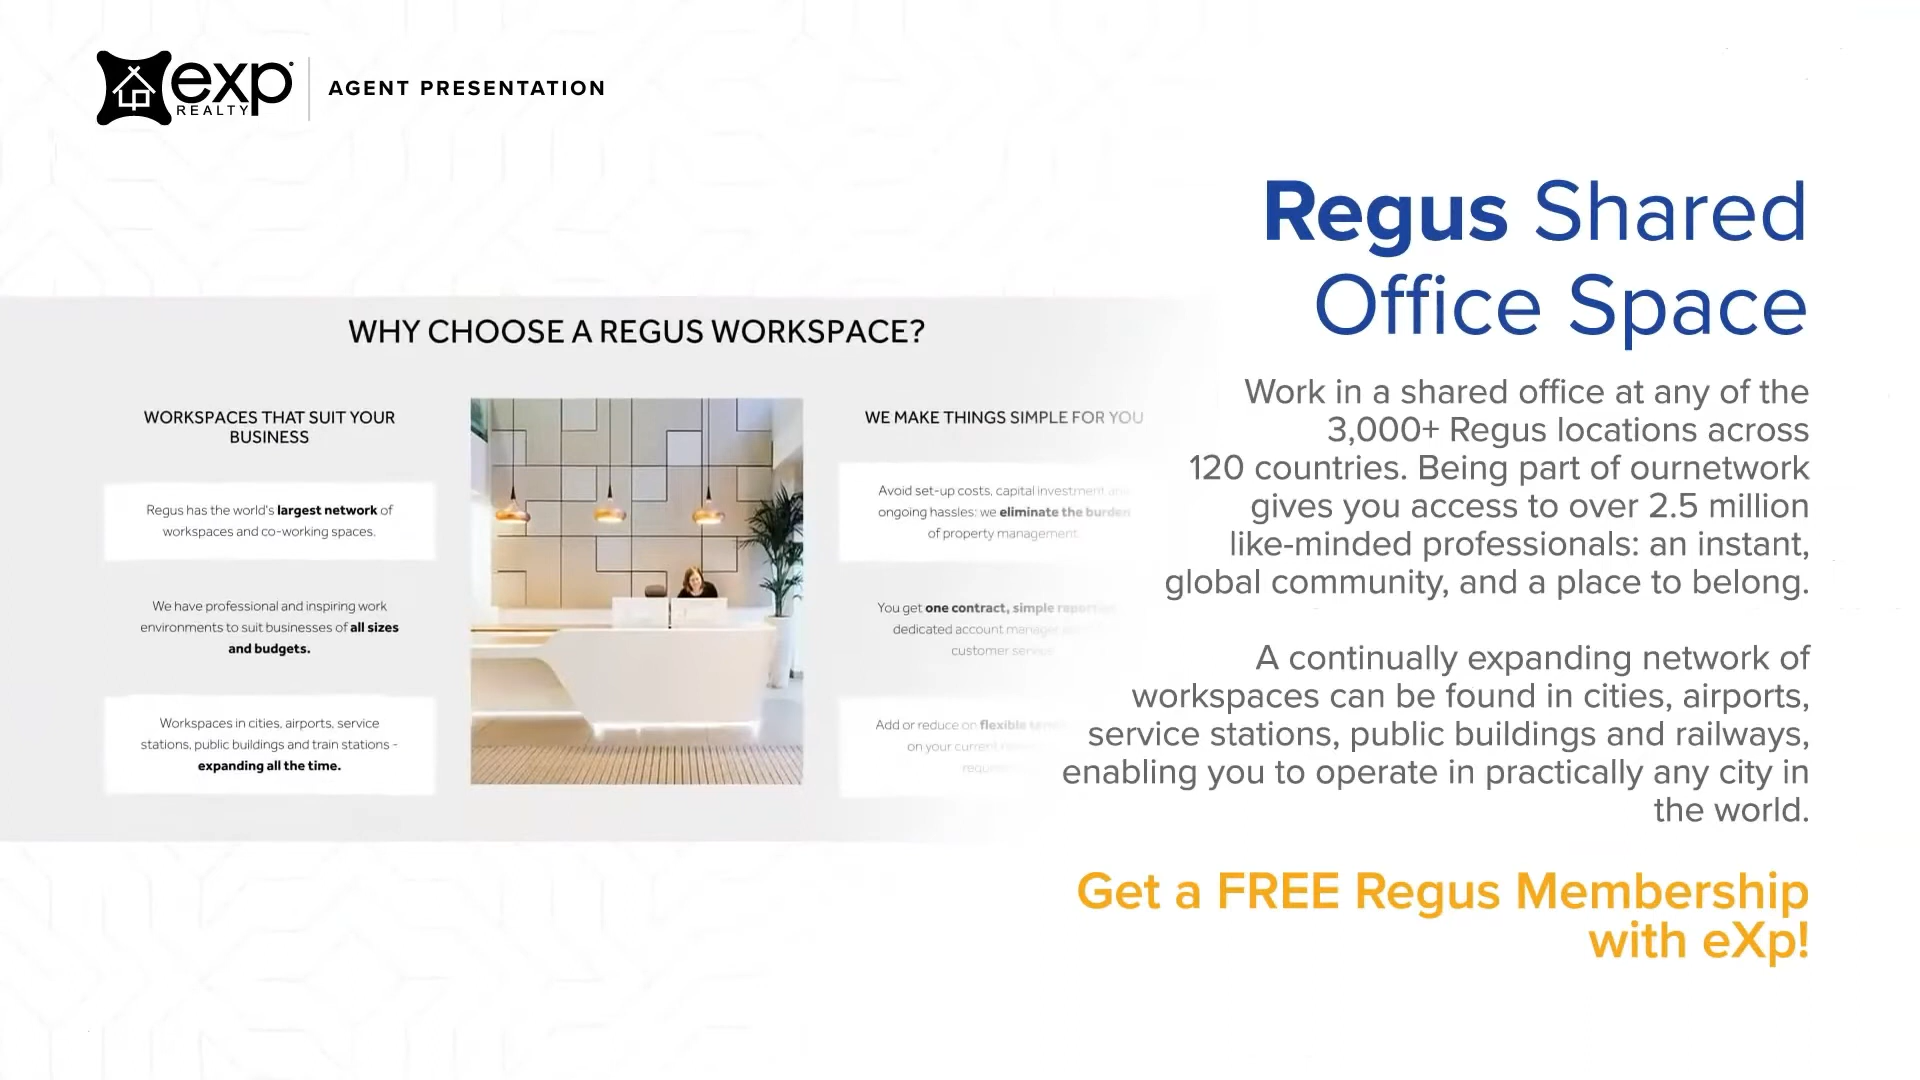 exp
REALTY
AGENT PRESENTATION
Regus Shared
Office Space
WHY CHOOSE A REGUS WORKSPACE?
WORKSPACES THAT SUIT YOUR
BUSINESS
Regus has the world's largest network of
workspaces and co-working spaces.
We have professional and inspiring work
environments to suit businesses of all sizes
and budgets.
Workspaces in cities, airports, service
stations, public buildings and train stations -
expanding all the time.
WE MAKE THINGS SIMPLE FOR YOU
Avoid set-up costs, capital investment and
ongoing hassles: we eliminate the burden
of property management.
You get one contract, simple
dedicated account manager
customer
Add or reduce on flexible
on your current
Work in a shared office at any of the
3,000+ Regus locations across
120 countries. Being part of ournetwork
gives you access to over 2.5 million
like-minded professionals: an instant,
global community, and a place to belong.
A continually expanding network of
workspaces can be found in cities, airports,
service stations, public buildings and railways,
enabling you to operate in practically any city in
the world.
Get a FREE Regus Membership
with eXp!